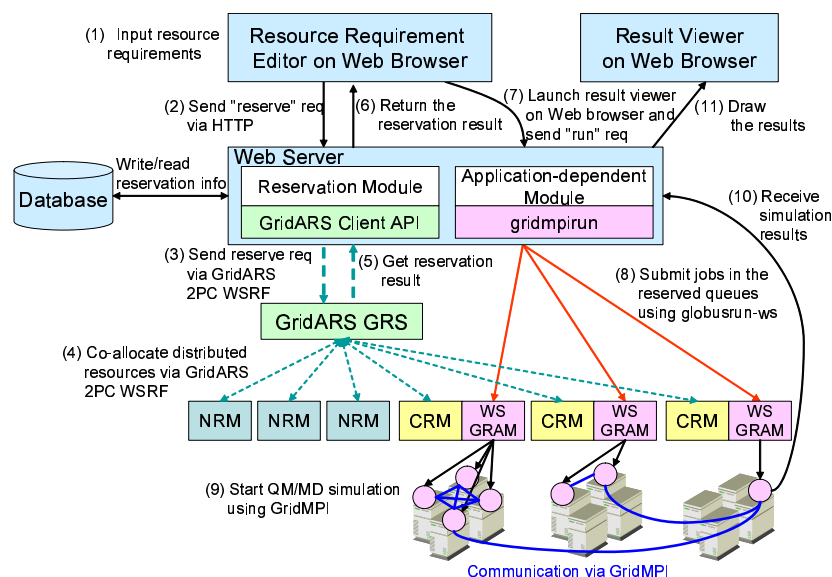 (1) Input resource
requirements
Resource Requirement
Editor on Web Browser
Result Viewer
on Web Browser
(2) Send "reserve" req
via HTTP
(6) Return the
reservation result
(7) Launch result viewer
on Web browser and
send "run" req
(11) Draw
the results
Database
Write/read
reservation info
Web Server
Reservation Module
GridARS Client API
Application-dependent
Module
gridmpirun
(10) Receive
simulation
results
(3) Send reserve req
via GridARS
2PC WSRF
(5) Get reservation
result
(8) Submit jobs in the
reserved queues
using globusrun-ws
GridARS GRS
(4) Co-allocate distributed
resources via GridARS
2PC WSRF
NRM
NRM
NRM
CRM
WS
GRAM
CRM
WS
GRAM
CRM
WS
GRAM
(9) Start QM/MD simulation
using GridMPI
Communication via GridMPI